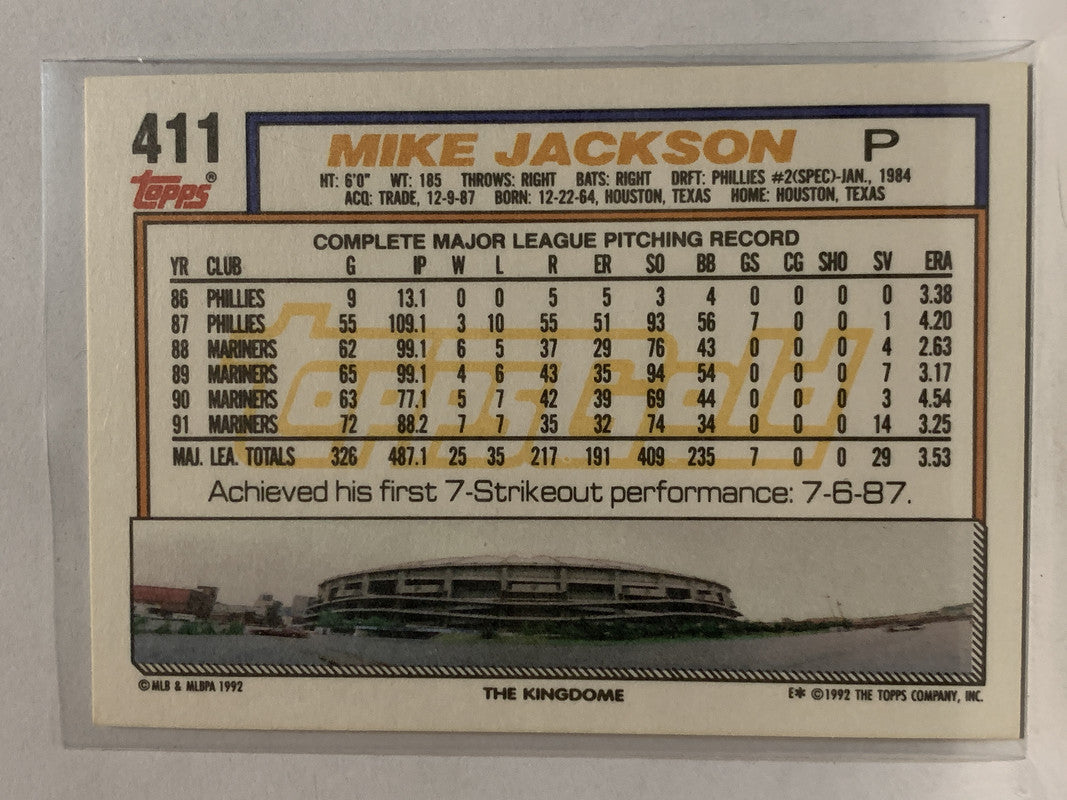 411
topps®
MIKE JACKSON P
HT: 6'0" WT: 185 THROWS: RIGHT BATS: RIGHT DRFT: PHILLIES #2(SPEC)-JAN., 1984
ACQ: TRADE, 12-9-87 BORN: 12-22-64, HOUSTON, TEXAS HOME: HOUSTON, TEXAS
COMPLETE MAJOR LEAGUE PITCHING RECORD
YR CLUB G IP W L R ER SO BB GS CG SHO SV ERA
86 PHILLIES 9 13.1 0 0 5 5 3 4 0 0 0 0 3.38
87 PHILLIES 55 109.1 3 10 55 51 93 56 7 0 0 1 4.20
88 MARINERS 62 99.1 6 5 37 29 76 43 0 0 0 4 2.63
89 MARINERS 65 99.1 4 6 43 35 94 54 0 0 0 7 3.17
90 MARINERS 63 77.1 5 7 42 39 69 44 0 0 0 3 4.54
91 MARINERS 72 88.2 7 7 35 32 74 34 0 0 0 14 3.25
MAJ. LEA. TOTALS 326 487.1 25 35 217 191 409 235 7 0 0 29 3.53
ToppsGold
Achieved his first 7-Strikeout performance: 7-6-87.
©MLB & MLBPA 1992
THE KINGDOME
E* ©1992 THE TOPPS COMPANY, INC.